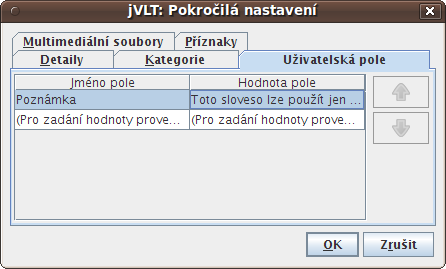 jVLT: Pokročilá nastavení
Multimediální soubory Příznaky
Detaily Kategorie Uživatelská pole
Jméno pole Hodnota pole
Poznámka Toto sloveso lze použít jen ...
(Pro zadání hodnoty prove... (Pro zadání hodnoty prove...
OK Zrušit